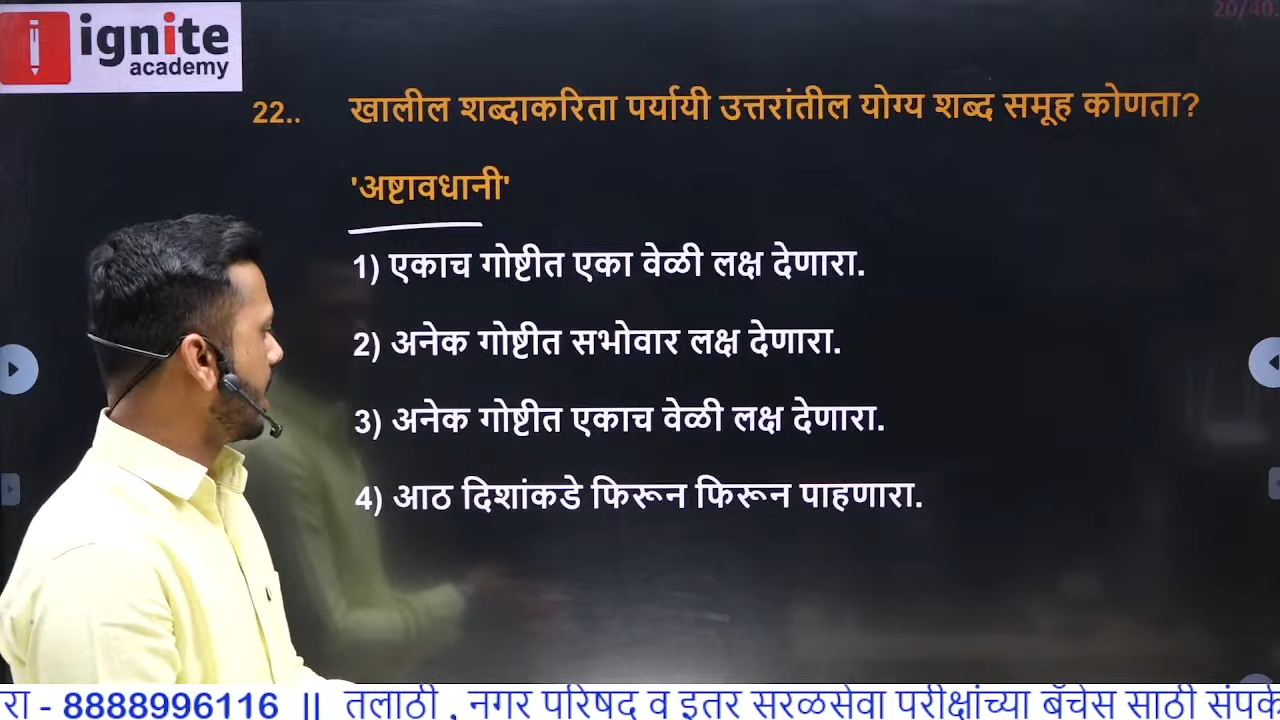 ignite
academy
20/40
22.. खालील शब्दाकरिता पर्यायी उत्तरांतील योग्य शब्द समूह कोणता?
'अष्टावधानी'
1) एकाच गोष्टीत एका वेळी लक्ष देणारा.
2) अनेक गोष्टीत सभोवार लक्ष देणारा.
3) अनेक गोष्टीत एकाच वेळी लक्ष देणारा.
4) आठ दिशांकडे फिरून फिरून पाहणारा.
रा - 8888996116 || तलाठी , नगर परिषद व इतर सरळसेवा परीक्षांच्या बॅचेस साठी संपर्क